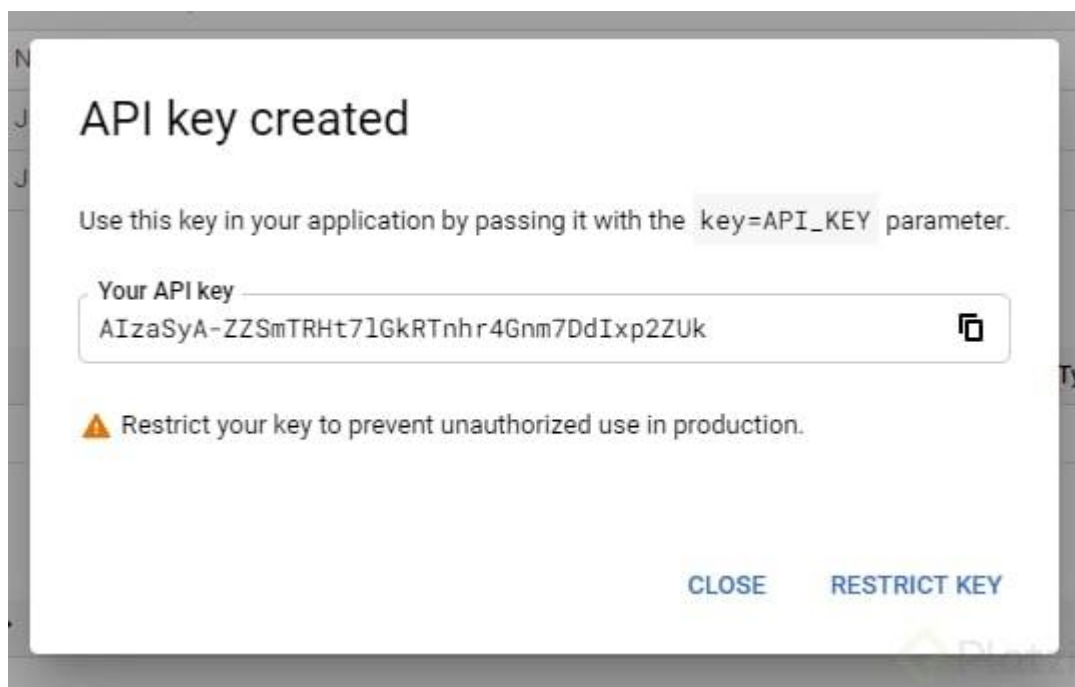 API key created
Use this key in your application by passing it with the key=API_KEY parameter.
Your API key
AIzaSyA-ZZSmTRHt7lGkRTnhr4Gnm7DdIxp2ZUk
Restrict your key to prevent unauthorized use in production.
CLOSE RESTRICT KEY
Platzi